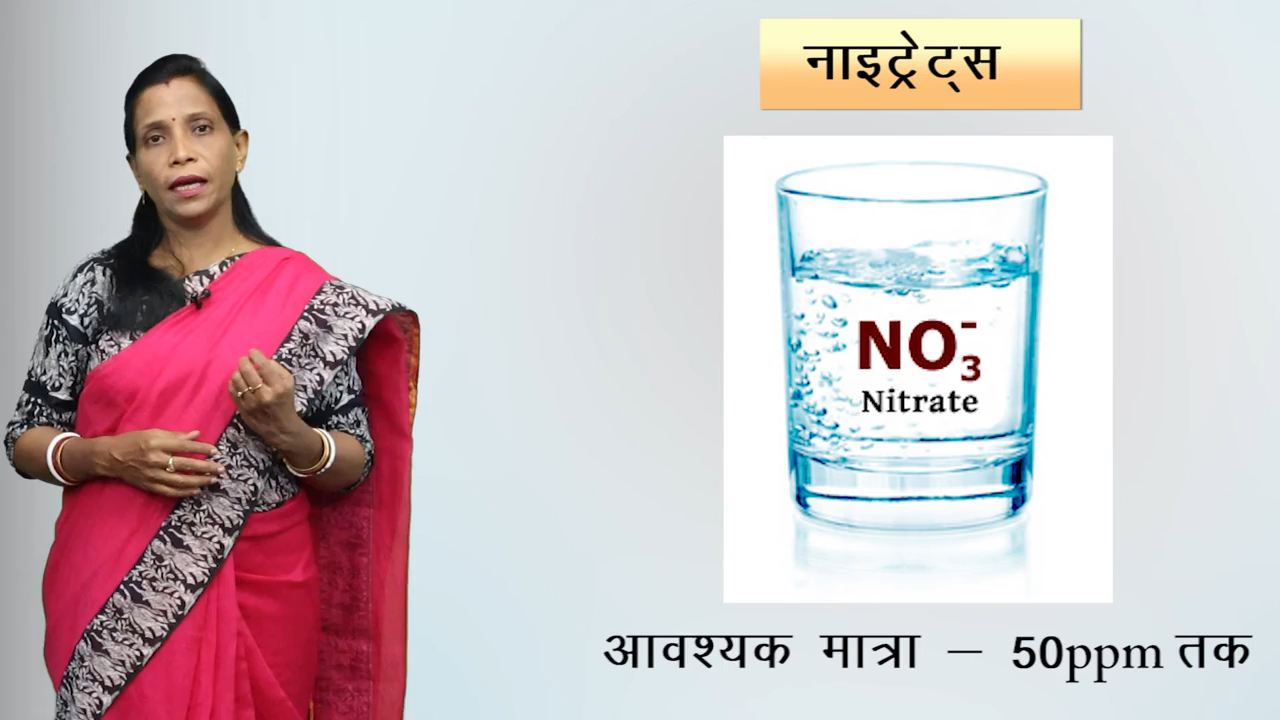 नाइट्रेट्स
NO₃⁻
Nitrate
आवश्यक मात्रा – 50ppm तक